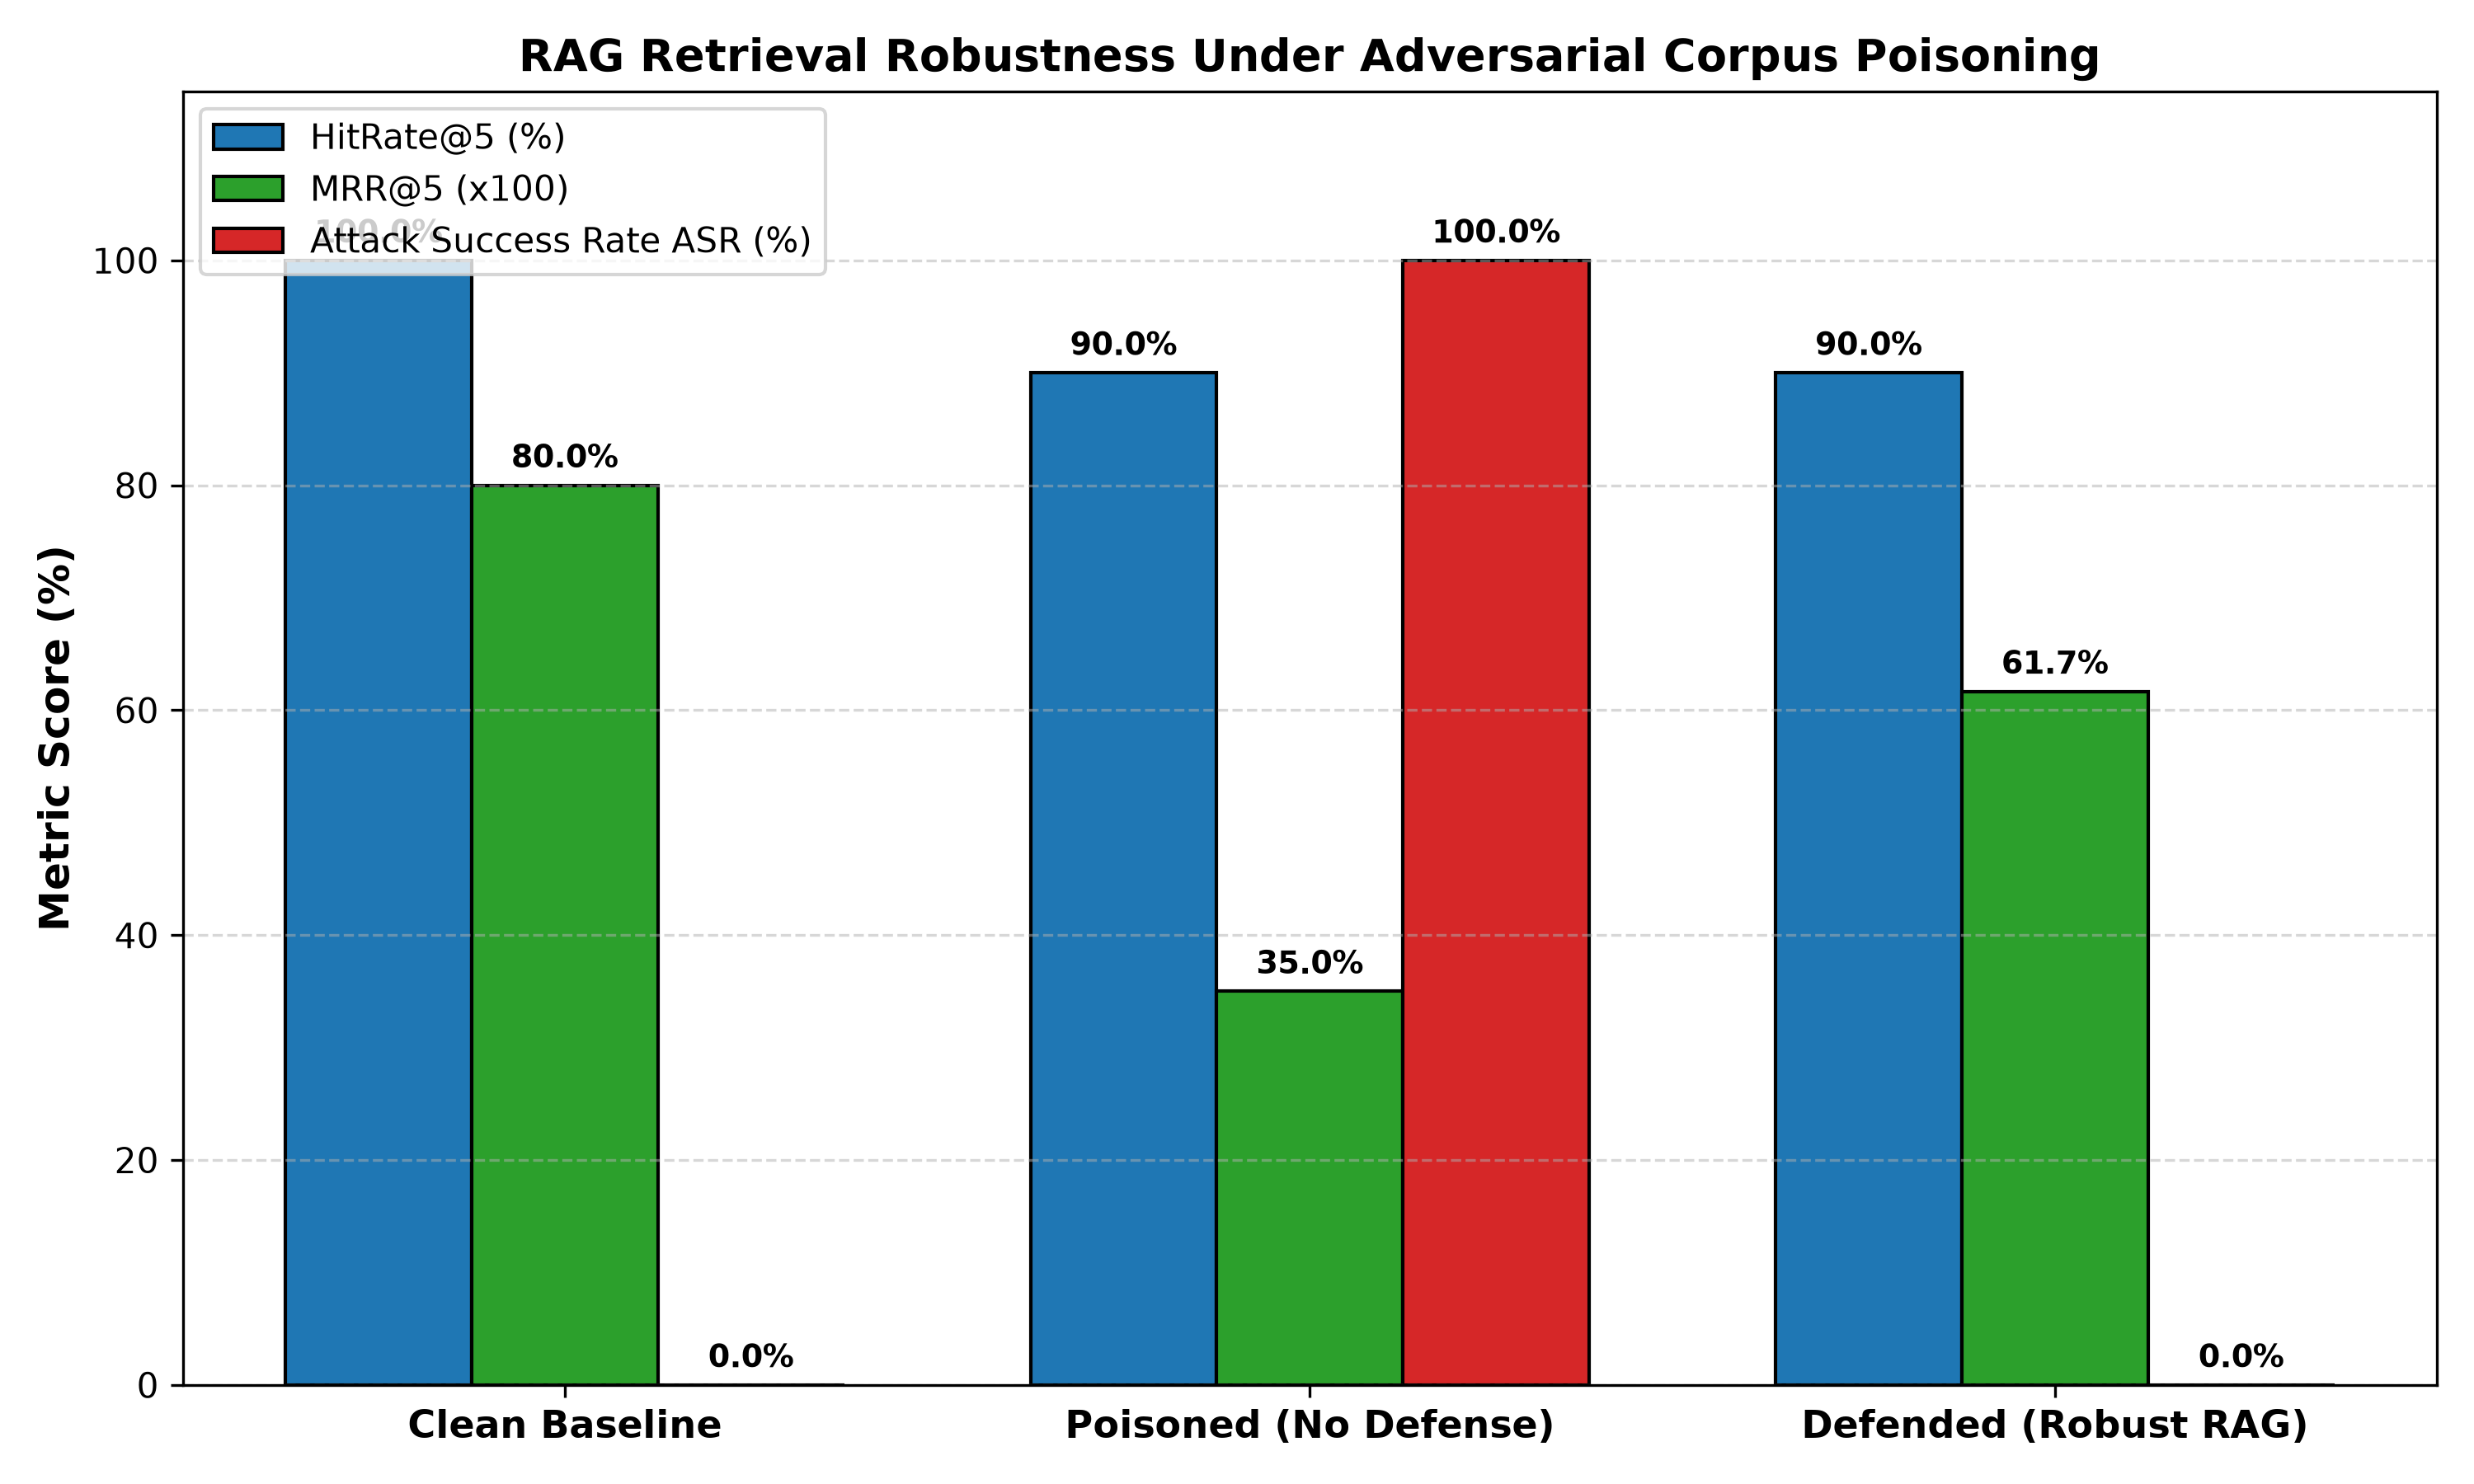 RAG Retrieval Robustness Under Adversarial Corpus Poisoning
HitRate@5 (%)
MRR@5 (x100)
Attack Success Rate ASR (%)
Metric Score (%)
100
80
60
40
20
0
100.0%
80.0%
0.0%
90.0%
35.0%
100.0%
90.0%
61.7%
0.0%
Clean Baseline
Poisoned (No Defense)
Defended (Robust RAG)